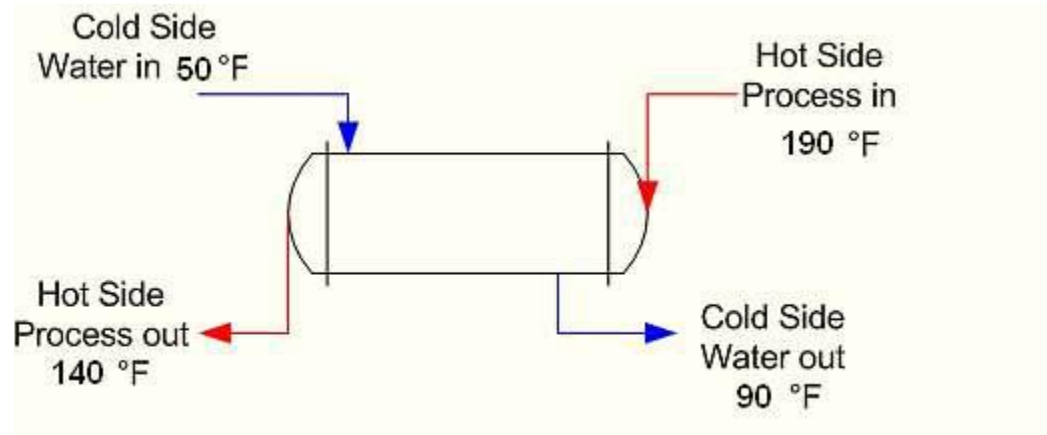 Cold Side
Water in 50 °F
Hot Side
Process in
190 °F
Hot Side
Process out
140 °F
Cold Side
Water out
90 °F